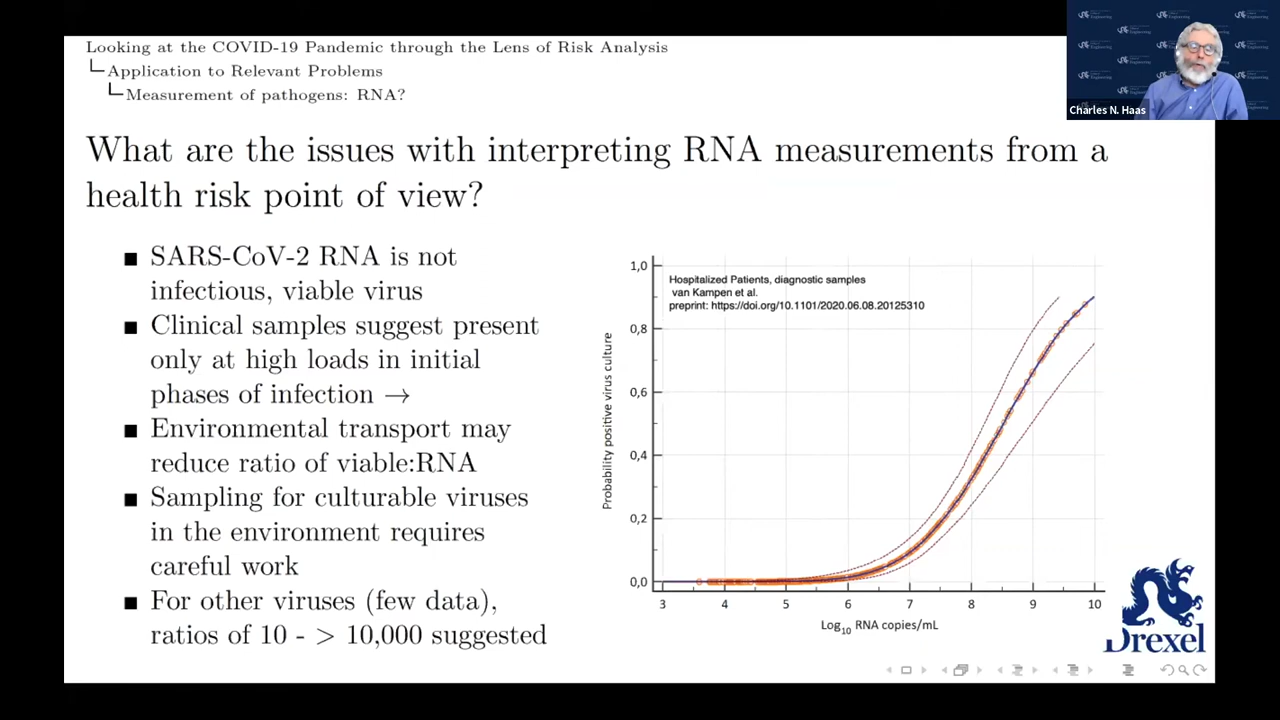 Looking at the COVID-19 Pandemic through the Lens of Risk Analysis
Application to Relevant Problems
Measurement of pathogens: RNA?
Charles N. Haas
What are the issues with interpreting RNA measurements from a
health risk point of view?
■ SARS-CoV-2 RNA is not
infectious, viable virus
■ Clinical samples suggest present
only at high loads in initial
phases of infection →
■ Environmental transport may
reduce ratio of viable:RNA
■ Sampling for culturable viruses
in the environment requires
careful work
■ For other viruses (few data),
ratios of 10 - > 10,000 suggested
Hospitalized Patients, diagnostic samples
van Kampen et al.
preprint: https://doi.org/10.1101/2020.06.08.20125310
Probability positive virus culture
1,0
0,8
0,6
0,4
0,2
0,0
3 4 5 6 7 8 9 10
Log10 RNA copies/mL
Drexel